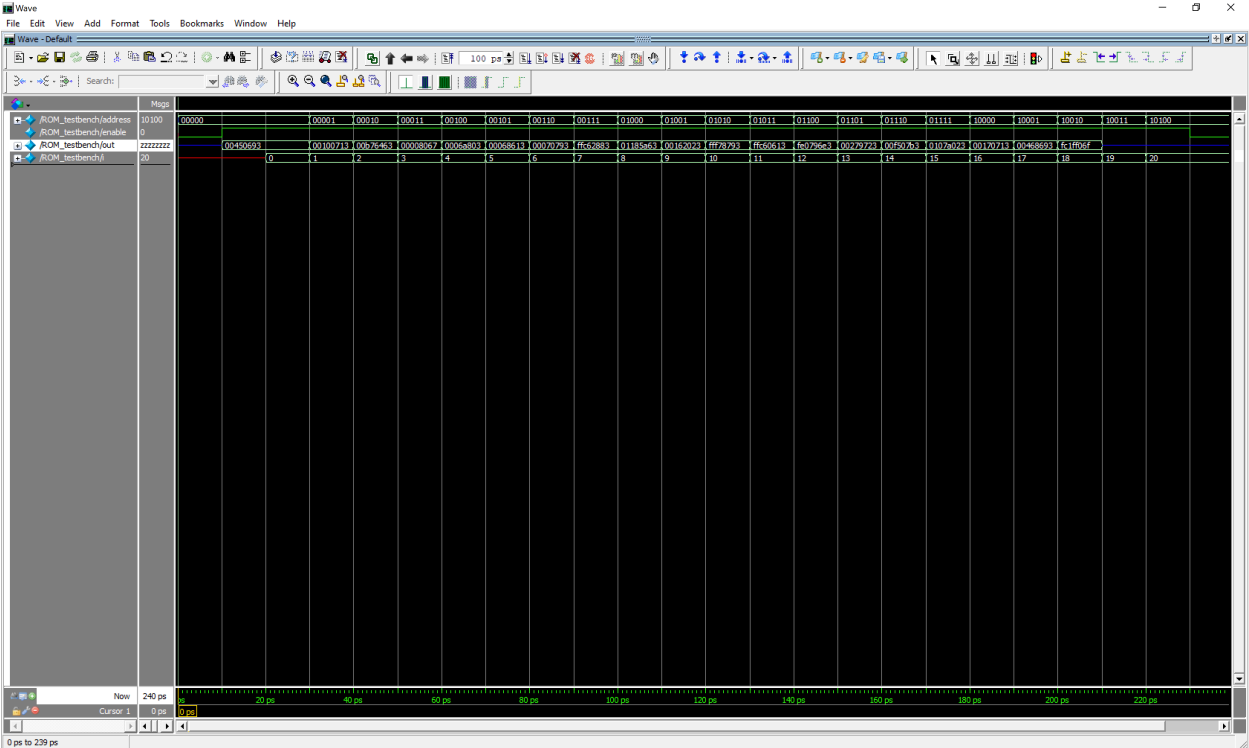 Wave
File Edit View Add Format Tools Bookmarks Window Help
Wave - Default
100 ps
Search:
Msgs
/ROM_testbench/address 10100 00000 00001 00010 00011 00100 00101 00110 00111 01000 01001 01010 01011 01100 01101 01110 01111 10000 10001 10010 10011 10100
/ROM_testbench/enable 0
/ROM_testbench/out zzzzzzzz 00450693 00100713 00b76463 00008067 0006a803 00068613 00070793 ffc62883 01185a63 00162023 fff78793 ffc60613 fe0796e3 00279723 00f507b3 0107a023 00170713 00468693 fc1ff06f
/ROM_testbench/i 20 0 1 2 3 4 5 6 7 8 9 10 11 12 13 14 15 16 17 18 19 20
Now 240 ps ps 20 ps 40 ps 60 ps 80 ps 100 ps 120 ps 140 ps 160 ps 180 ps 200 ps 220 ps
Cursor 1 0 ps 0 ps
0 ps to 239 ps